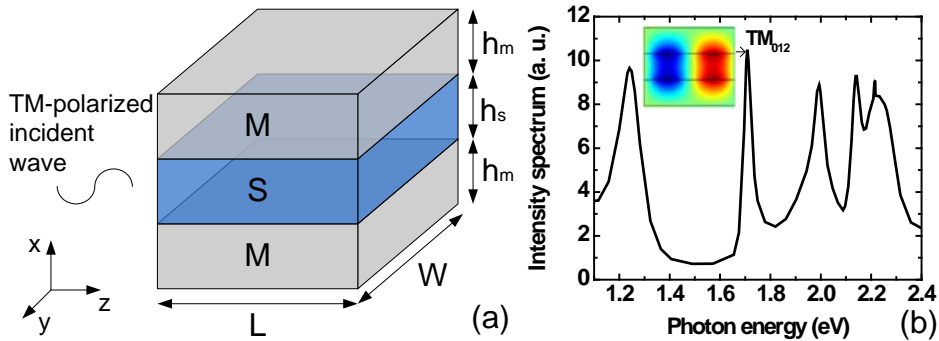 TM-polarized
incident
wave
M
S
M
hm
hs
hm
W
L
x
y
z
(a)
Intensity spectrum (a. u.)
12
10
8
6
4
2
0
TM012
1.2 1.4 1.6 1.8 2.0 2.2 2.4
Photon energy (eV)
(b)